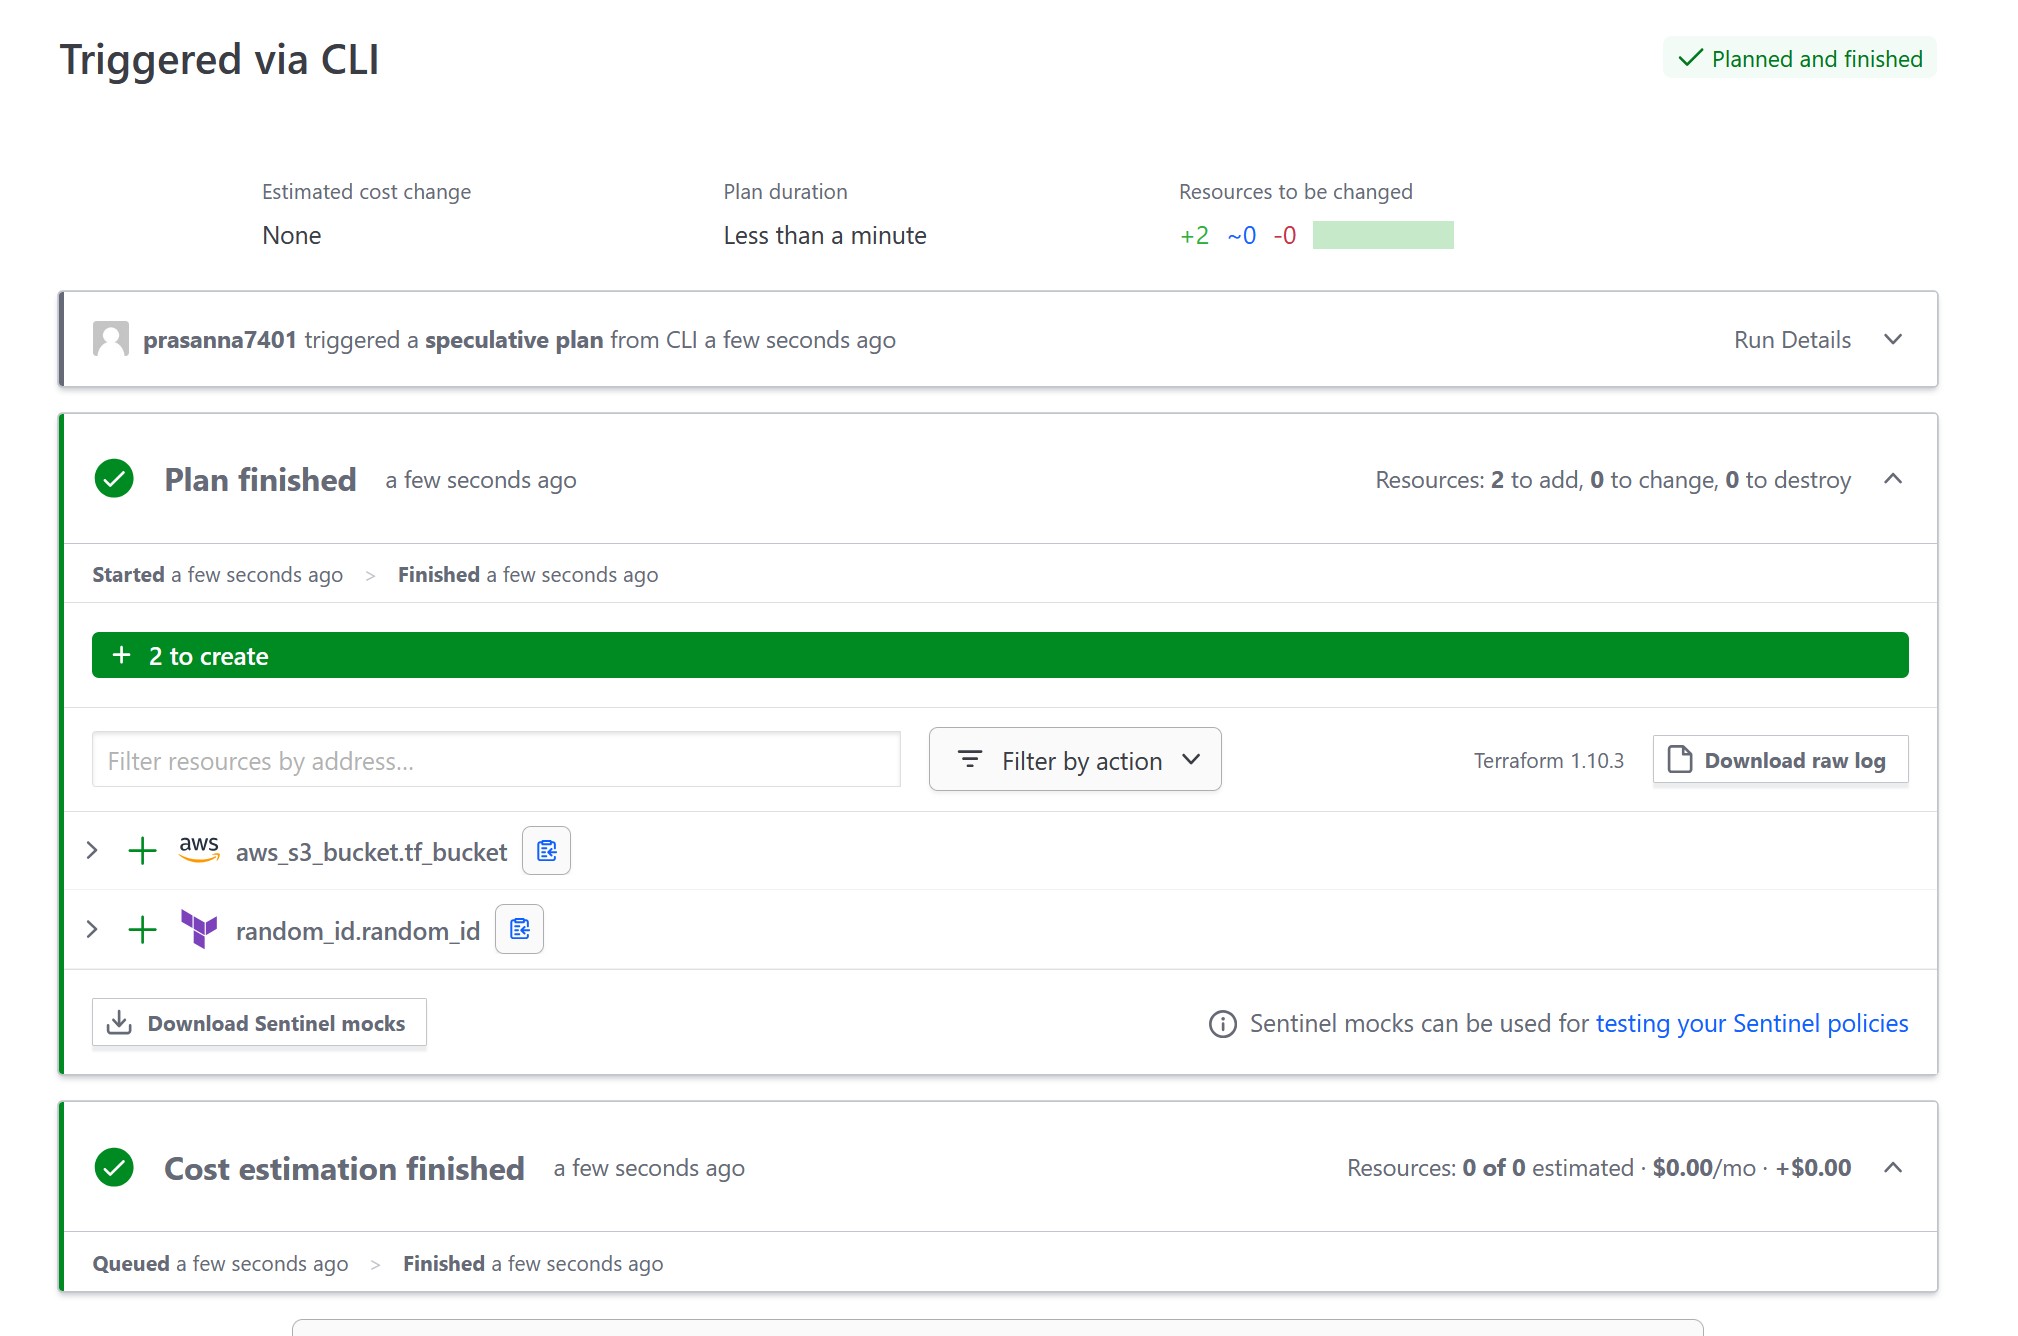 Triggered via CLI
Planned and finished
Estimated cost change
None
Plan duration
Less than a minute
Resources to be changed
+2 ~0 -0
prasanna7401 triggered a speculative plan from CLI a few seconds ago
Run Details
Plan finished a few seconds ago
Resources: 2 to add, 0 to change, 0 to destroy
Started a few seconds ago > Finished a few seconds ago
+ 2 to create
Filter resources by address...
Filter by action
Terraform 1.10.3
Download raw log
aws aws_s3_bucket.tf_bucket
random_id.random_id
Download Sentinel mocks
Sentinel mocks can be used for testing your Sentinel policies
Cost estimation finished a few seconds ago
Resources: 0 of 0 estimated · $0.00/mo · +$0.00
Queued a few seconds ago > Finished a few seconds ago